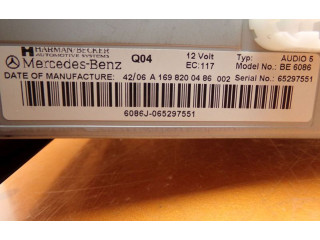 HARMAN/BECKER Q04 12 Volt Typ: AUDIO 5
AUTOMOTIVE SYSTEMS
Mercedes-Benz EC: 117 Model No.: BE 6086
DATE OF MANUFACTURE: 42/06 A 169 820 04 86 002 Serial No.: 65297551
6086J-065297551